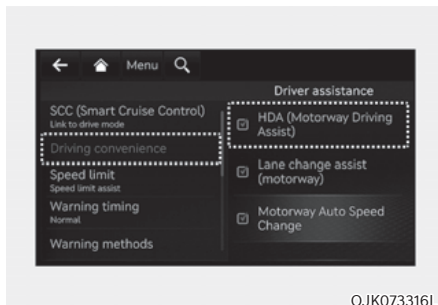 Menu
Driver assistance
SCC (Smart Cruise Control)
Link to drive mode
Driving convenience
Speed limit
Speed limit assist
Warning timing
Normal
Warning methods
HDA (Motorway Driving
Assist)
Lane change assist
(motorway)
Motorway Auto Speed
Change
OJK073316L